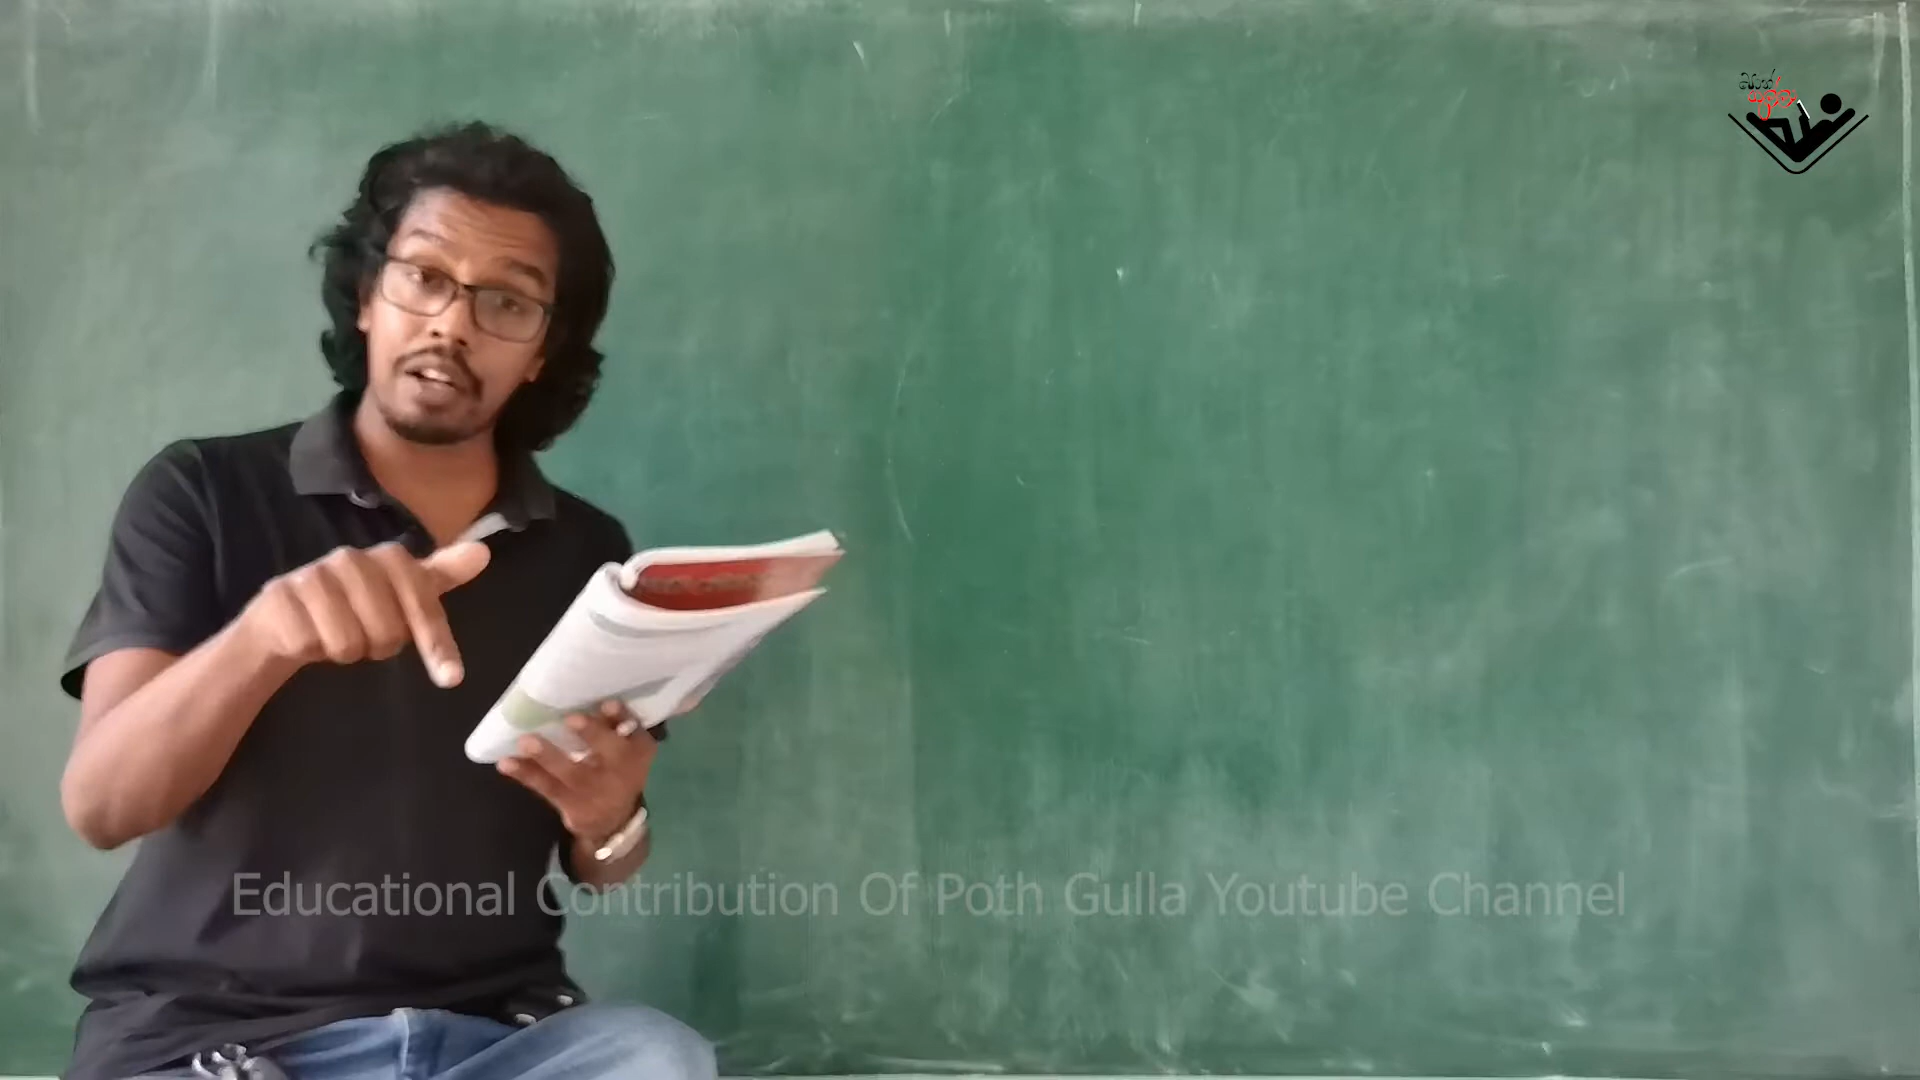 පොත්
ගුල්ලා
Educational Contribution Of Poth Gulla Youtube Channel